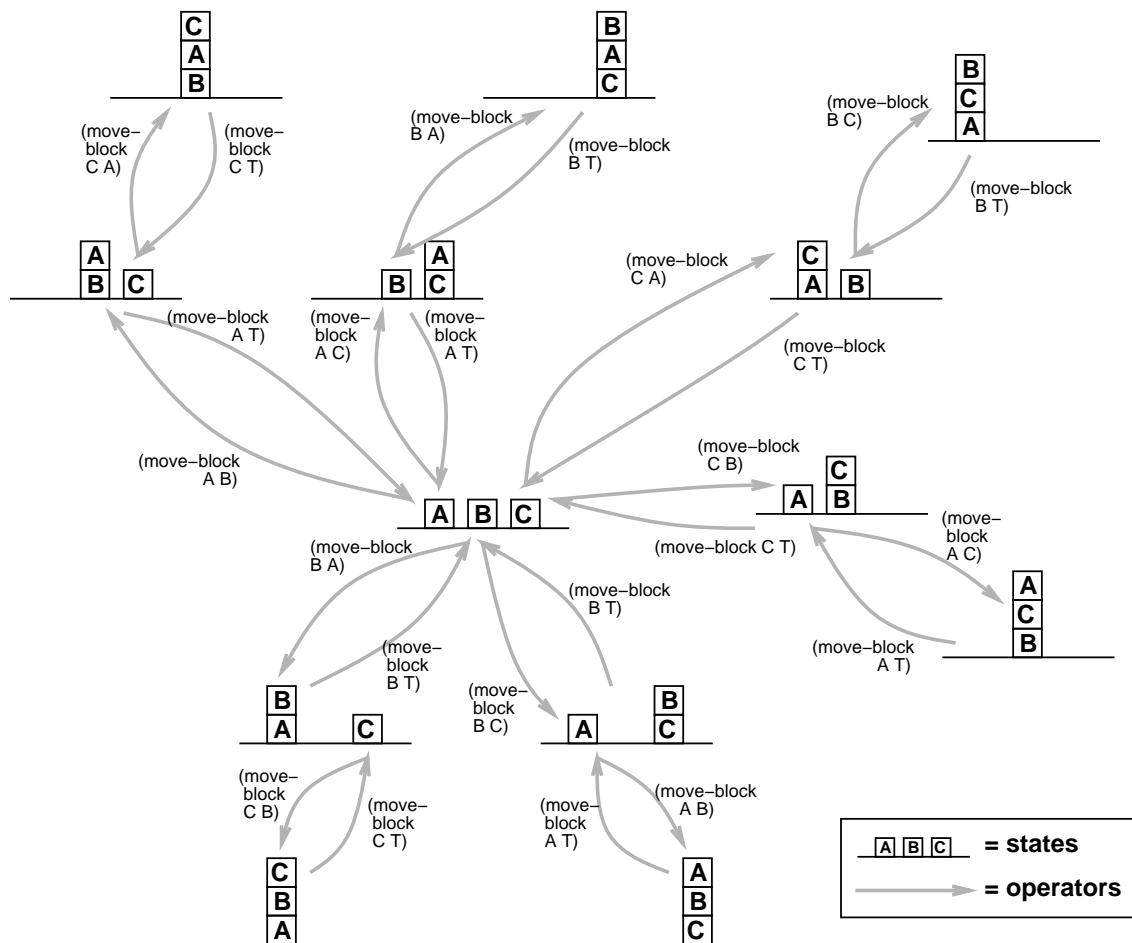 C
A
B
B
A
C
B
C
A
(move–
block
C A)
(move–
block
C T)
(move–block
B A)
(move–block
B T)
(move–block
B C)
(move–block
B T)
A
B C
B
A
C
C
A B
(move–block
A T)
(move–
block
A C)
(move–
block
A T)
(move–block
C A)
(move–block
C T)
(move–block
A B)
(move–block
C B)
C
A B
A B C
(move–block C T)
(move–
block
A C)
(move–block
B A)
(move–block
B T)
A
C
B
(move–block
A T)
(move–
block
B T)
(move–
block
B C)
B
A C
B
A C
(move–
block
C B)
(move–
block
C T)
(move–
block
A T)
(move–block
A B)
C
B
A
A
B
C
A B C = states
= operators